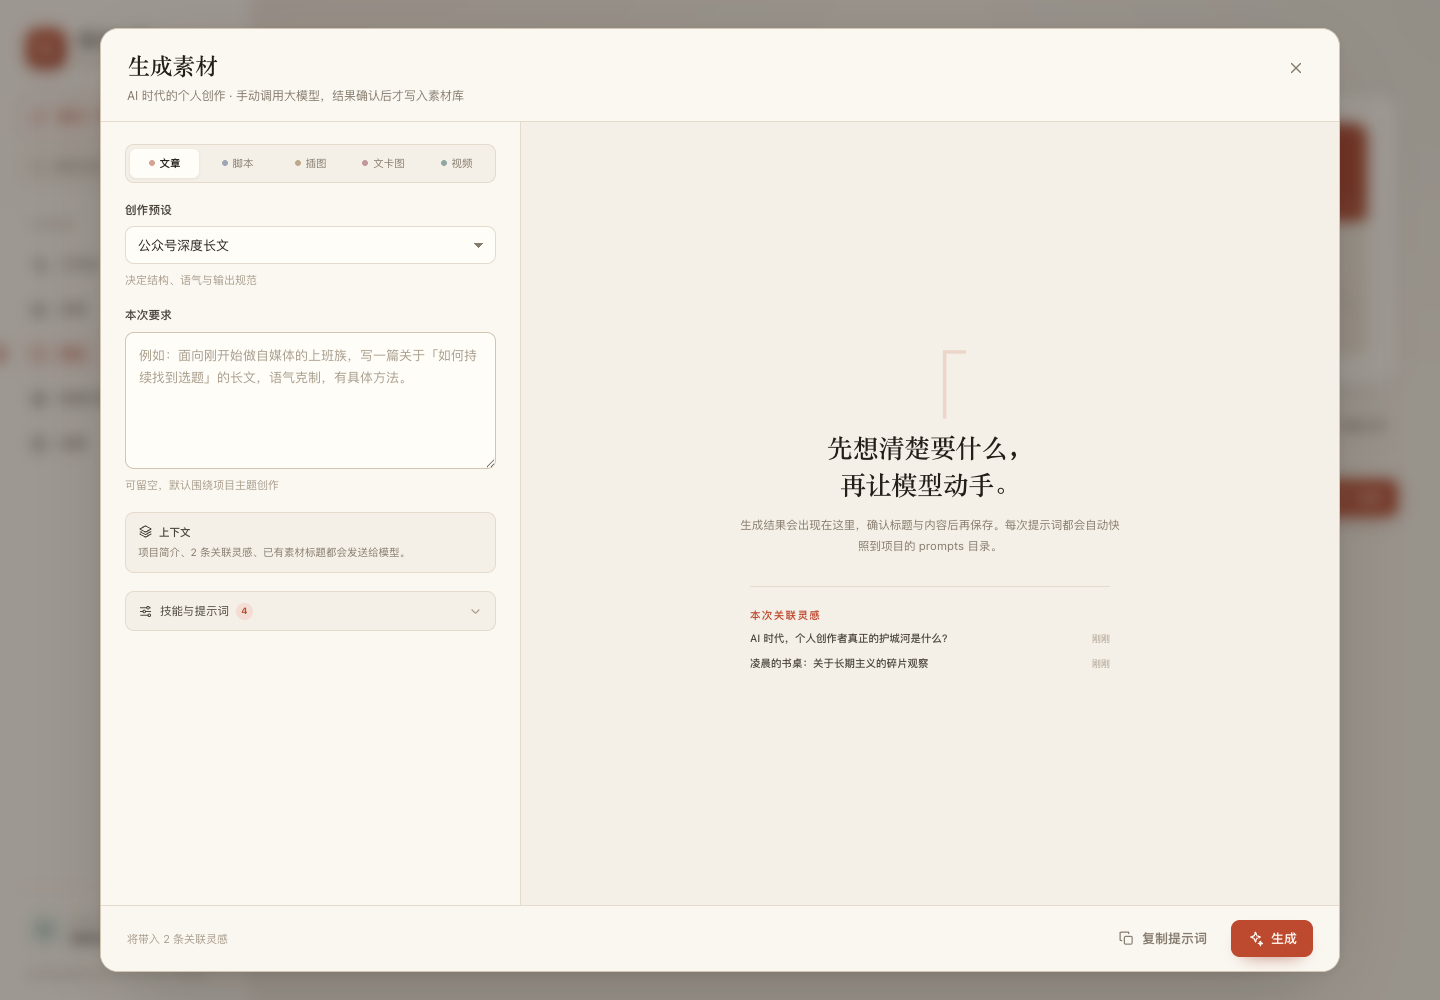 生成素材
AI 时代的个人创作 · 手动调用大模型，结果确认后才写入素材库
文章
脚本
插图
文卡图
视频
创作预设
公众号深度长文
决定结构、语气与输出规范
本次要求
例如：面向刚开始做自媒体的上班族，写一篇关于「如何持
续找到选题」的长文，语气克制，有具体方法。
可留空，默认围绕项目主题创作
上下文
项目简介、2 条关联灵感、已有素材标题都会发送给模型。
技能与提示词 4
「
先想清楚要什么，
再让模型动手。
生成结果会出现在这里，确认标题与内容后再保存。每次提示词都会自动快
照到项目的 prompts 目录。
本次关联灵感
AI 时代，个人创作者真正的护城河是什么？ 刚刚
凌晨的书桌：关于长期主义的碎片观察 刚刚
将带入 2 条关联灵感
复制提示词
生成